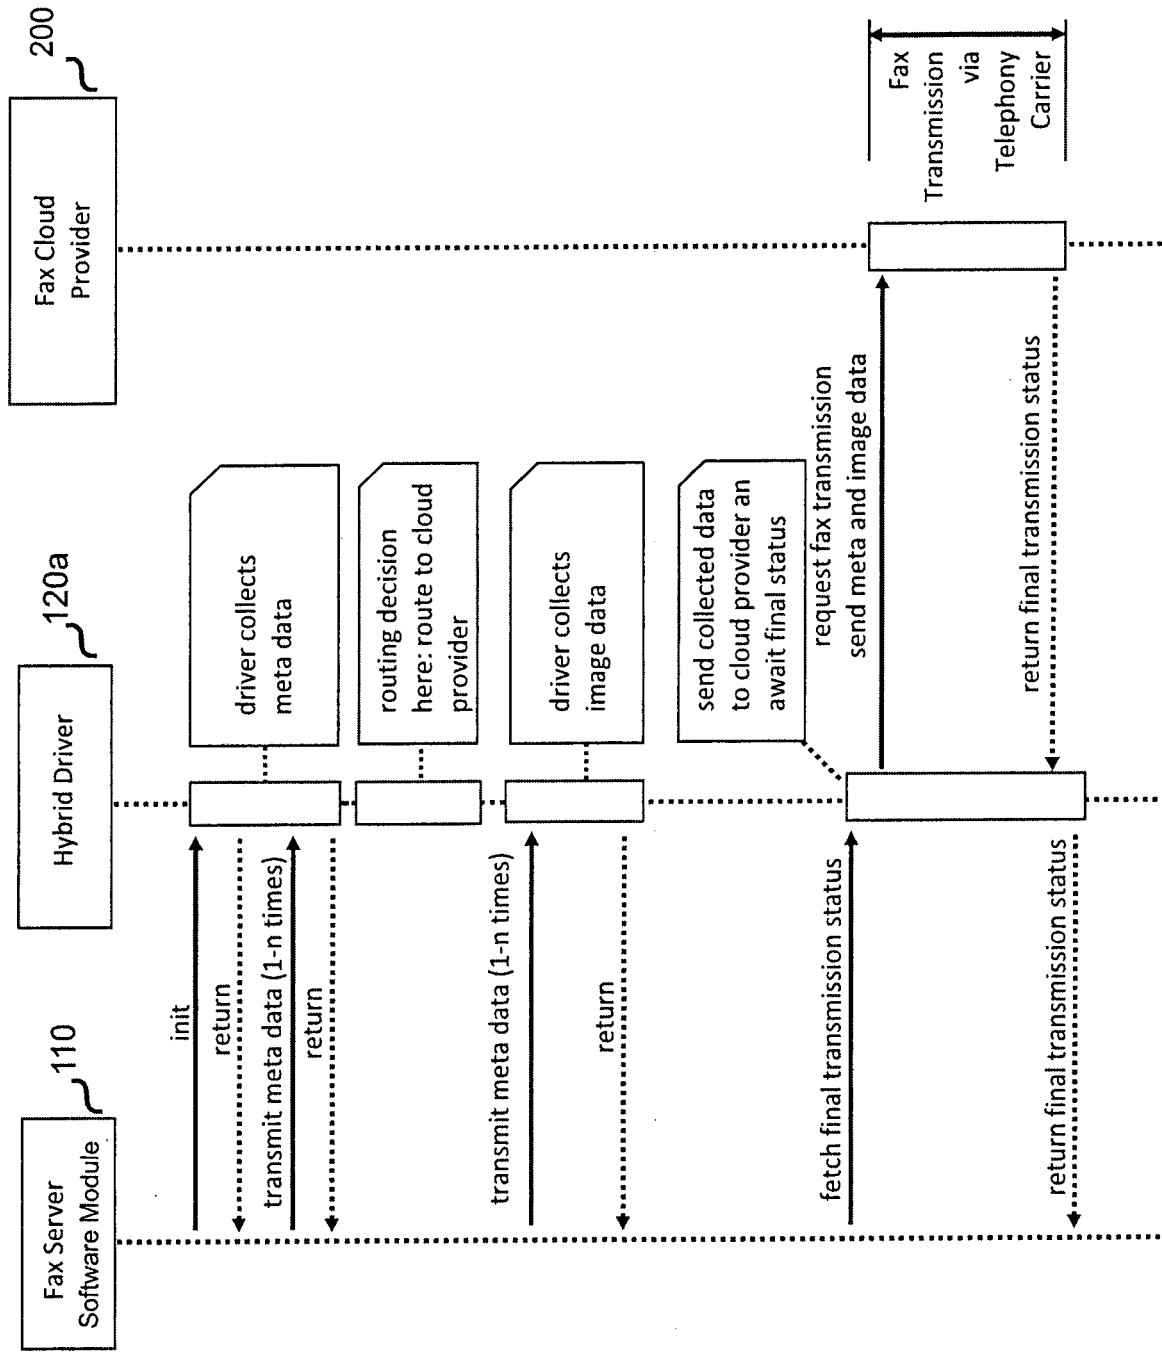 Fax Server
Software Module
110
Hybrid Driver
120a
Fax Cloud
Provider
200
init
return
transmit meta data (1-n times)
return
driver collects
meta data
routing decision
here: route to cloud
provider
transmit meta data (1-n times)
return
driver collects
image data
send collected data
to cloud provider an
await final status
fetch final transmission status
request fax transmission
send meta and image data
return final transmission status
return final transmission status
Fax
Transmission
via
Telephony
Carrier